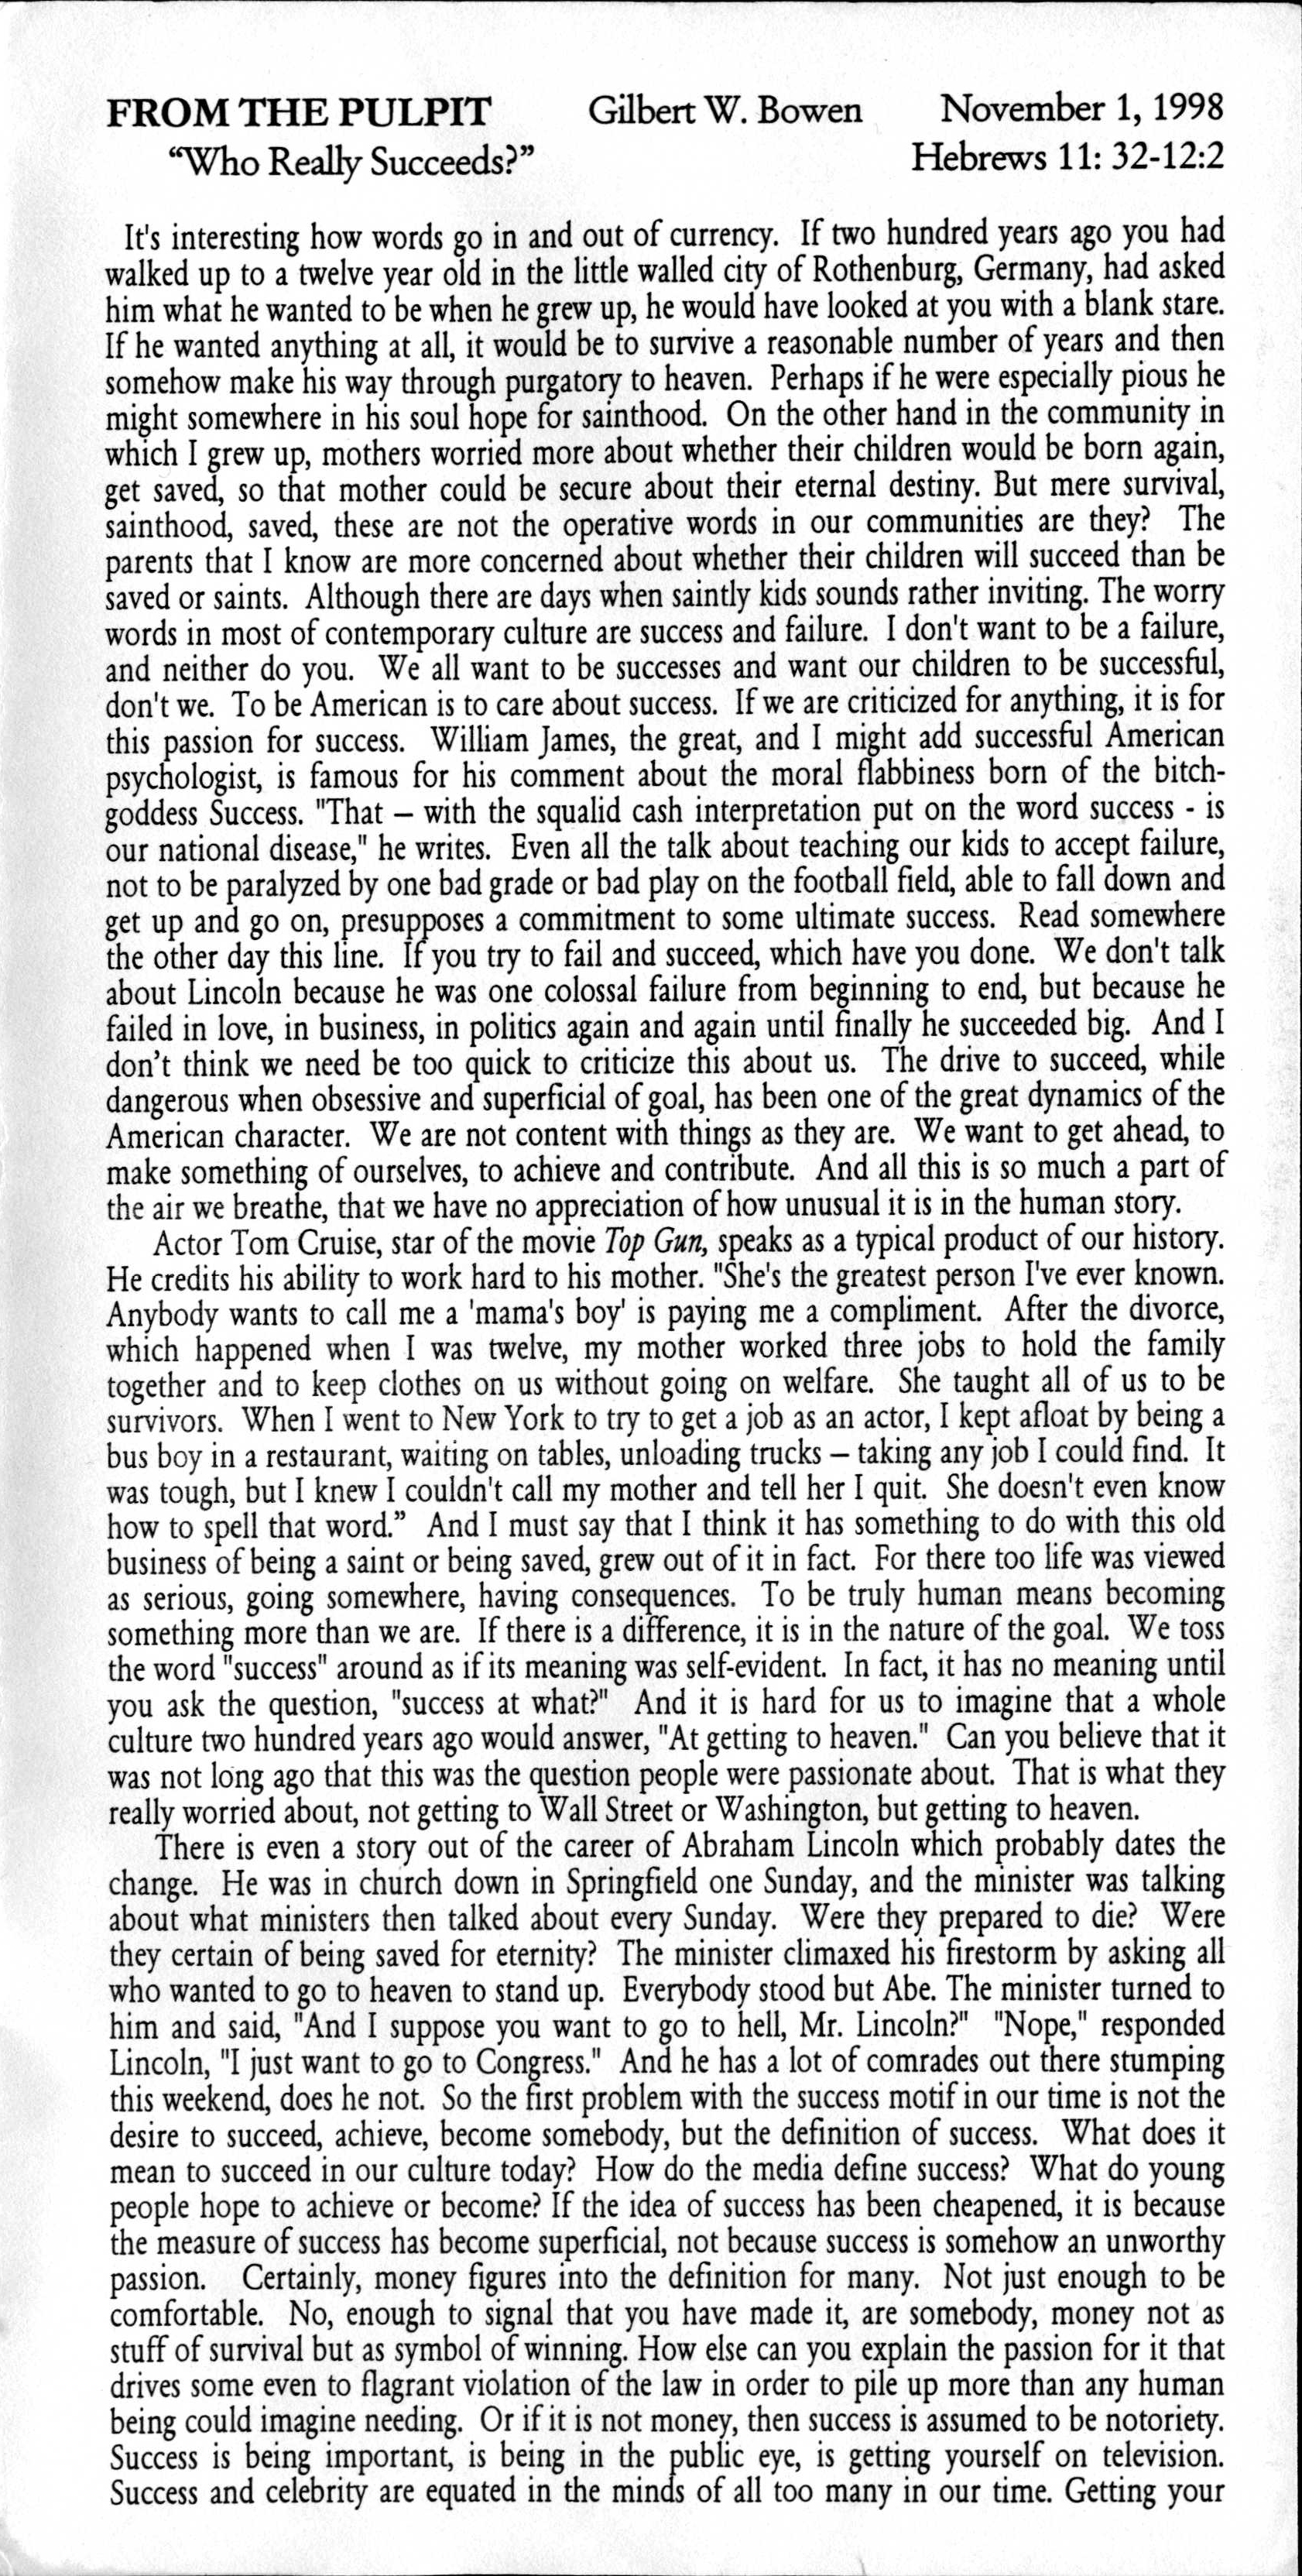 FROM THE PULPIT Gilbert W. Bowen November 1, 1998
“Who Really Succeeds?” Hebrews 11: 32-12:2
It's interesting how words go in and out of currency. If two hundred years ago you had
walked up to a twelve year old in the little walled city of Rothenburg, Germany, had asked
him what he wanted to be when he grew up, he would have looked at you with a blank stare.
If he wanted anything at all, it would be to survive a reasonable number of years and then
somehow make his way through purgatory to heaven. Perhaps if he were especially pious he
might somewhere in his soul hope for sainthood. On the other hand in the community in
which I grew up, mothers worried more about whether their children would be born again,
get saved, so that mother could be secure about their eternal destiny. But mere survival,
sainthood, saved, these are not the operative words in our communities are they? The
parents that I know are more concerned about whether their children will succeed than be
saved or saints. Although there are days when saintly kids sounds rather inviting. The worry
words in most of contemporary culture are success and failure. I don't want to be a failure,
and neither do you. We all want to be successes and want our children to be successful,
don't we. To be American is to care about success. If we are criticized for anything, it is for
this passion for success. William James, the great, and I might add successful American
psychologist, is famous for his comment about the moral flabbiness born of the bitch-
goddess Success. "That – with the squalid cash interpretation put on the word success - is
our national disease," he writes. Even all the talk about teaching our kids to accept failure,
not to be paralyzed by one bad grade or bad play on the football field, able to fall down and
get up and go on, presupposes a commitment to some ultimate success. Read somewhere
the other day this line. If you try to fail and succeed, which have you done. We don't talk
about Lincoln because he was one colossal failure from beginning to end, but because he
failed in love, in business, in politics again and again until finally he succeeded big. And I
don’t think we need be too quick to criticize this about us. The drive to succeed, while
dangerous when obsessive and superficial of goal, has been one of the great dynamics of the
American character. We are not content with things as they are. We want to get ahead, to
make something of ourselves, to achieve and contribute. And all this is so much a part of
the air we breathe, that we have no appreciation of how unusual it is in the human story.
Actor Tom Cruise, star of the movie Top Gun, speaks as a typical product of our history.
He credits his ability to work hard to his mother. "She's the greatest person I've ever known.
Anybody wants to call me a 'mama's boy' is paying me a compliment. After the divorce,
which happened when I was twelve, my mother worked three jobs to hold the family
together and to keep clothes on us without going on welfare. She taught all of us to be
survivors. When I went to New York to try to get a job as an actor, I kept afloat by being a
bus boy in a restaurant, waiting on tables, unloading trucks – taking any job I could find. It
was tough, but I knew I couldn't call my mother and tell her I quit. She doesn't even know
how to spell that word.” And I must say that I think it has something to do with this old
business of being a saint or being saved, grew out of it in fact. For there too life was viewed
as serious, going somewhere, having consequences. To be truly human means becoming
something more than we are. If there is a difference, it is in the nature of the goal. We toss
the word "success" around as if its meaning was self-evident. In fact, it has no meaning until
you ask the question, "success at what?" And it is hard for us to imagine that a whole
culture two hundred years ago would answer, "At getting to heaven." Can you believe that it
was not long ago that this was the question people were passionate about. That is what they
really worried about, not getting to Wall Street or Washington, but getting to heaven.
There is even a story out of the career of Abraham Lincoln which probably dates the
change. He was in church down in Springfield one Sunday, and the minister was talking
about what ministers then talked about every Sunday. Were they prepared to die? Were
they certain of being saved for eternity? The minister climaxed his firestorm by asking all
who wanted to go to heaven to stand up. Everybody stood but Abe. The minister turned to
him and said, "And I suppose you want to go to hell, Mr. Lincoln?" "Nope," responded
Lincoln, "I just want to go to Congress." And he has a lot of comrades out there stumping
this weekend, does he not. So the first problem with the success motif in our time is not the
desire to succeed, achieve, become somebody, but the definition of success. What does it
mean to succeed in our culture today? How do the media define success? What do young
people hope to achieve or become? If the idea of success has been cheapened, it is because
the measure of success has become superficial, not because success is somehow an unworthy
passion. Certainly, money figures into the definition for many. Not just enough to be
comfortable. No, enough to signal that you have made it, are somebody, money not as
stuff of survival but as symbol of winning. How else can you explain the passion for it that
drives some even to flagrant violation of the law in order to pile up more than any human
being could imagine needing. Or if it is not money, then success is assumed to be notoriety.
Success is being important, is being in the public eye, is getting yourself on television.
Success and celebrity are equated in the minds of all too many in our time. Getting your